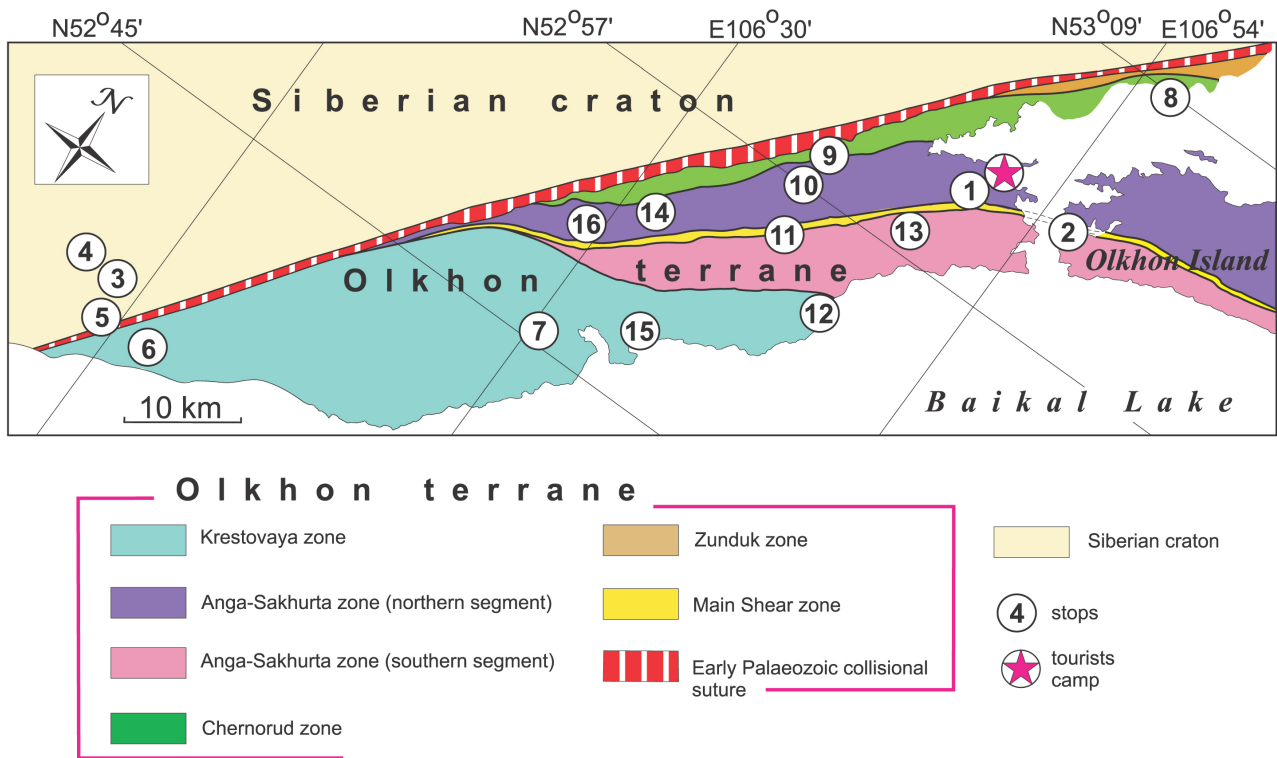 N52°45'
N52°57'
E106°30'
N53°09'
E106°54'
N
Siberian craton
8
9
10
1
14
16
11
13
2
4
3
5
6
Olkhon terrane
Olkhon Island
7
15
12
10 km
Baikal Lake
Olkhon terrane
Krestovaya zone
Zunduk zone
Siberian craton
Anga-Sakhurta zone (northern segment)
Main Shear zone
4
stops
Anga-Sakhurta zone (southern segment)
Early Palaeozoic collisional
suture
tourists
camp
Chernorud zone